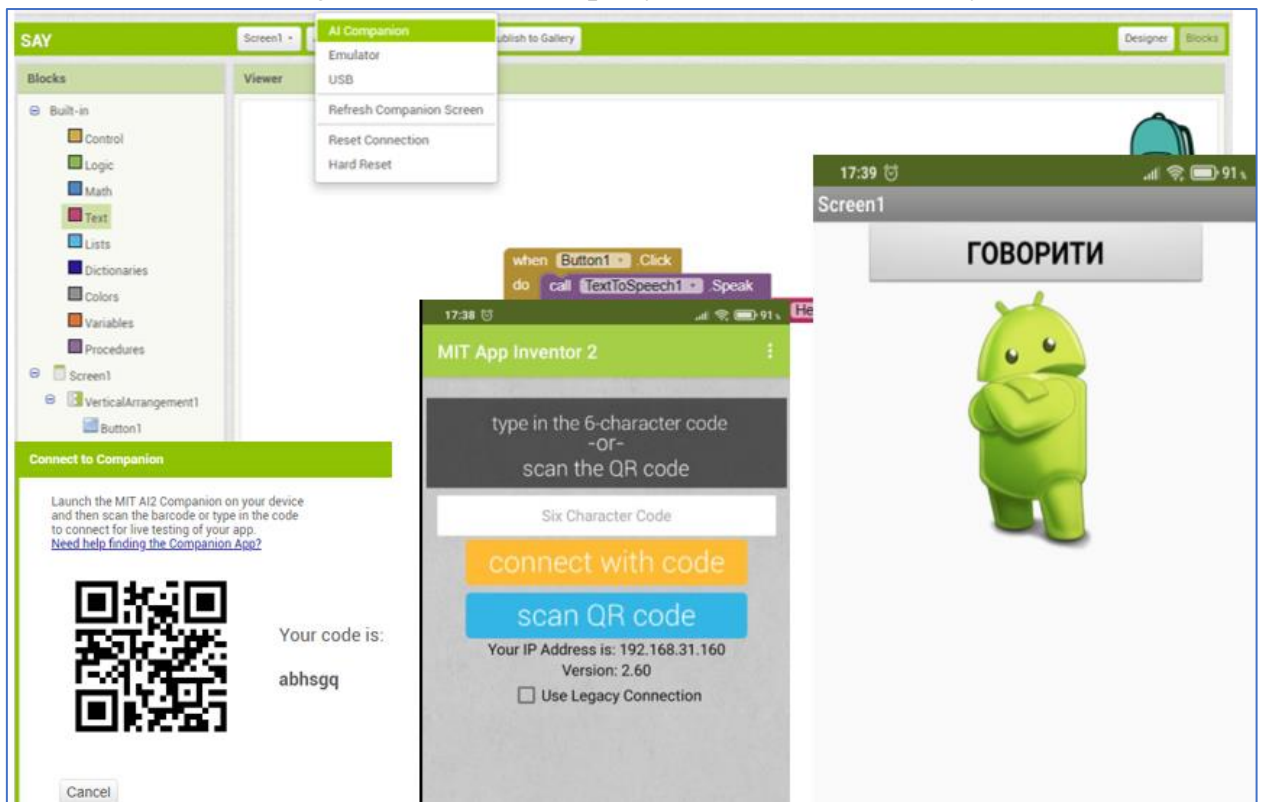 SAY
Screen1
AI Companion
Emulator
USB
Refresh Companion Screen
Reset Connection
Hard Reset
ublish to Gallery
Designer
Blocks
Blocks
Viewer
Built-in
Control
Logic
Math
Text
Lists
Dictionaries
Colors
Variables
Procedures
Screen1
VerticalArrangement1
Button1
when Button1 .Click
do call TextToSpeech1 .Speak
He
Connect to Companion
Launch the MIT AI2 Companion on your device
and then scan the barcode or type in the code
to connect for live testing of your app.
Need help finding the Companion App?
Your code is:
abhsgq
Cancel
17:38
91
MIT App Inventor 2
type in the 6-character code
-or-
scan the QR code
Six Character Code
connect with code
scan QR code
Your IP Address is: 192.168.31.160
Version: 2.60
Use Legacy Connection
17:39
91
Screen1
ГОВОРИТИ